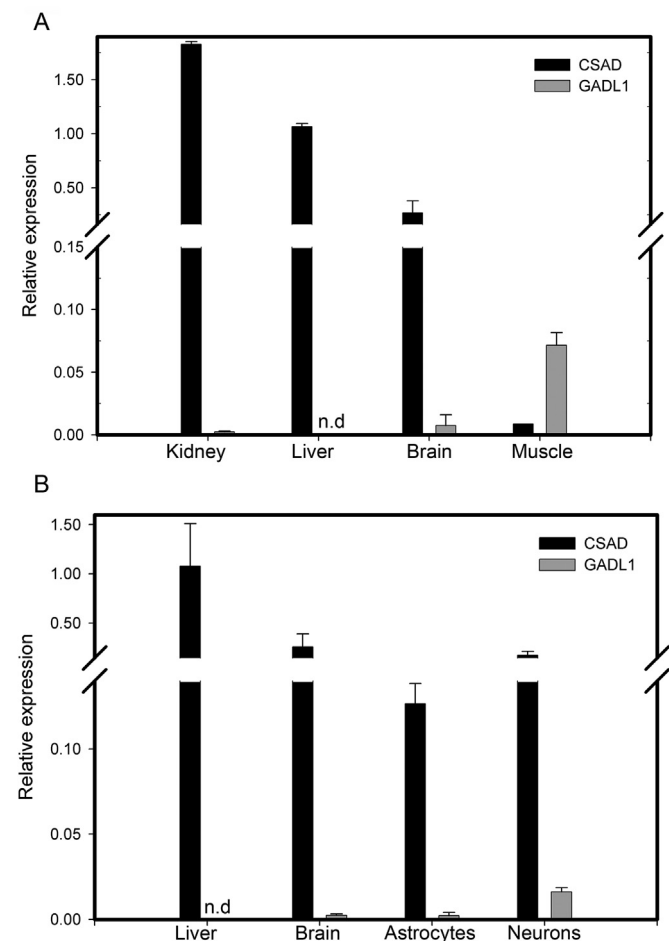 A
CSAD
GADL1
1.50
1.00
0.50
0.15
0.10
0.05
0.00
Relative expression
n.d
Kidney Liver Brain Muscle
B
CSAD
GADL1
1.50
1.00
0.50
0.10
0.05
0.00
Relative expression
n.d
Liver Brain Astrocytes Neurons